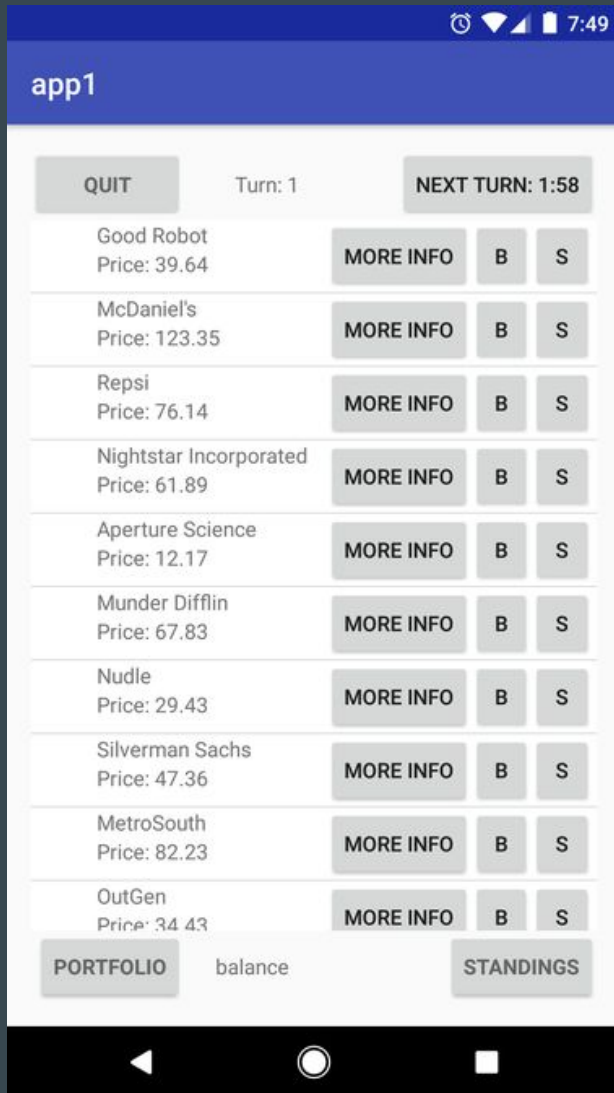 7:49
app1
QUIT Turn: 1 NEXT TURN: 1:58
Good Robot
Price: 39.64
MORE INFO B S
McDaniel's
Price: 123.35
MORE INFO B S
Repsi
Price: 76.14
MORE INFO B S
Nightstar Incorporated
Price: 61.89
MORE INFO B S
Aperture Science
Price: 12.17
MORE INFO B S
Munder Difflin
Price: 67.83
MORE INFO B S
Nudle
Price: 29.43
MORE INFO B S
Silverman Sachs
Price: 47.36
MORE INFO B S
MetroSouth
Price: 82.23
MORE INFO B S
OutGen
Price: 34.43
MORE INFO B S
PORTFOLIO balance STANDINGS